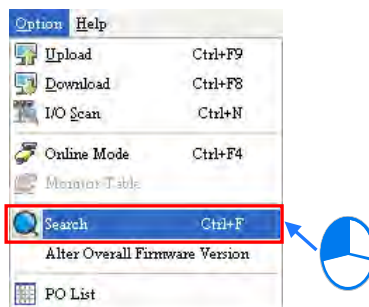 Option Help
Upload Ctrl+F9
Download Ctrl+F8
I/O Scan Ctrl+N
Online Mode Ctrl+F4
Monitor Table
Search Ctrl+F
Alter Overall Firmware Version
PO List